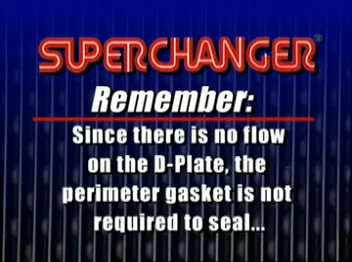 SUPERCHANGER®
Remember:
Since there is no flow
on the D-Plate, the
perimeter gasket is not
required to seal...